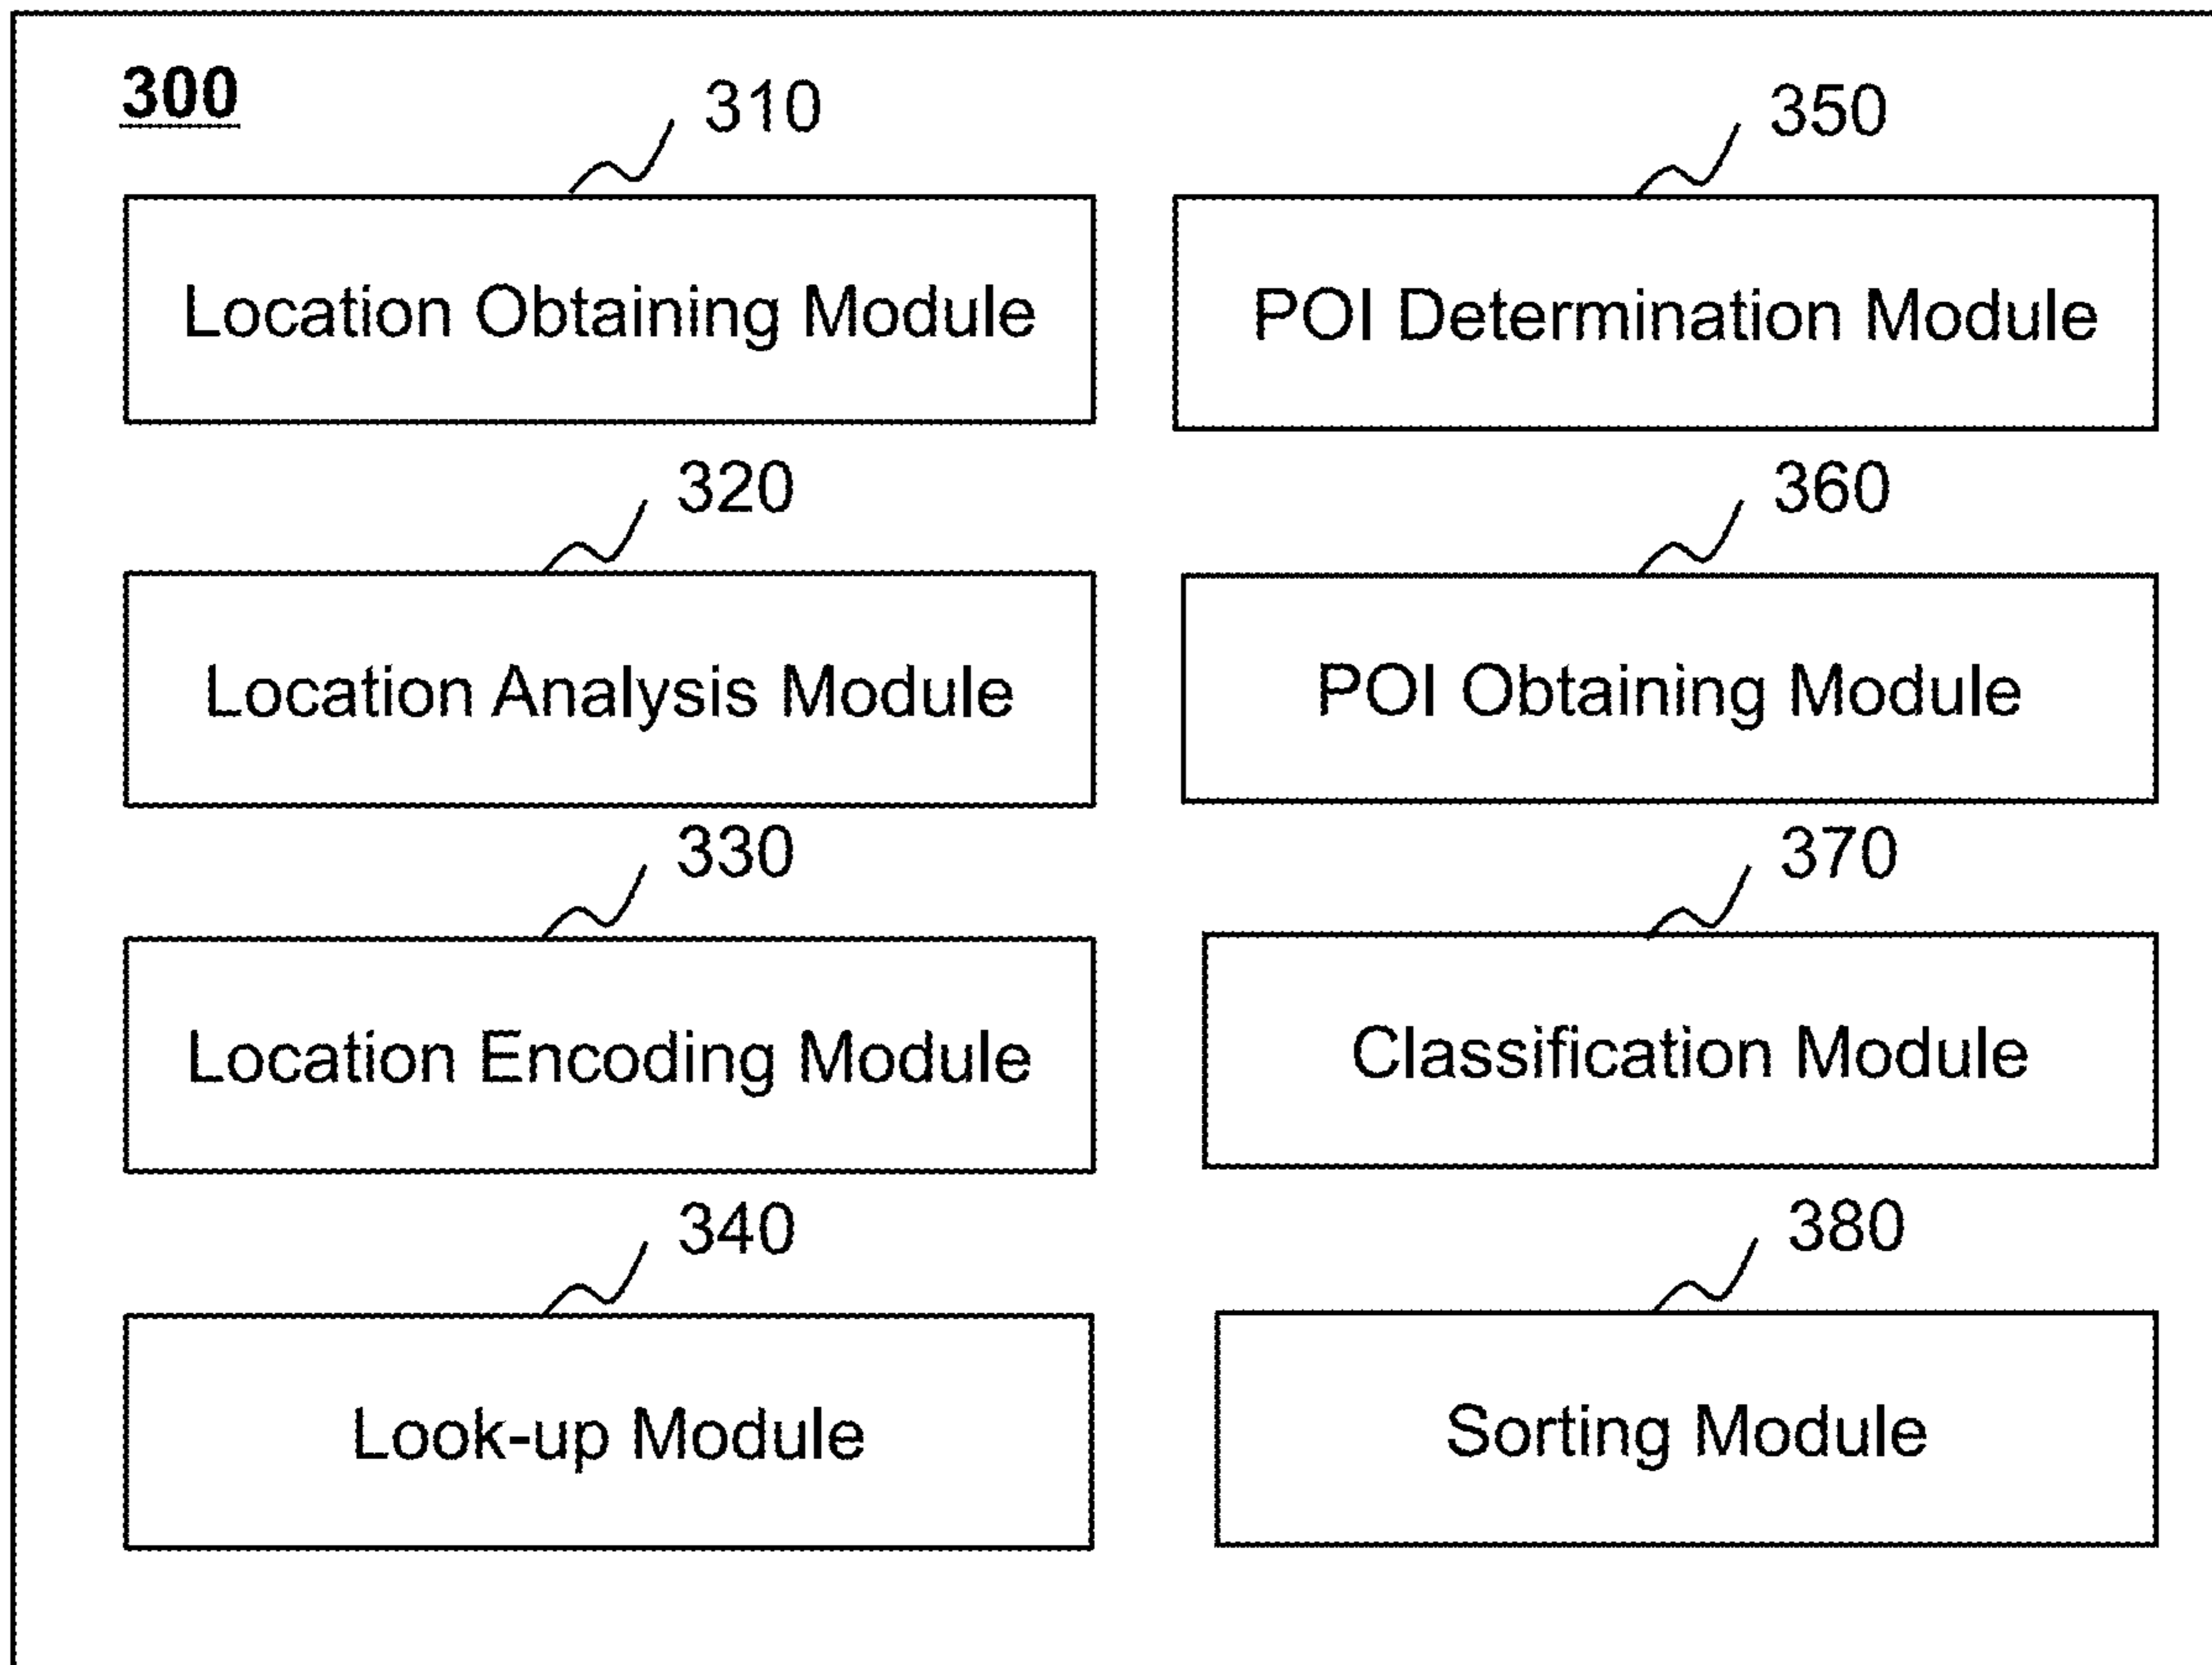 300
310
Location Obtaining Module
320
Location Analysis Module
330
Location Encoding Module
340
Look-up Module
350
POI Determination Module
360
POI Obtaining Module
370
Classification Module
380
Sorting Module